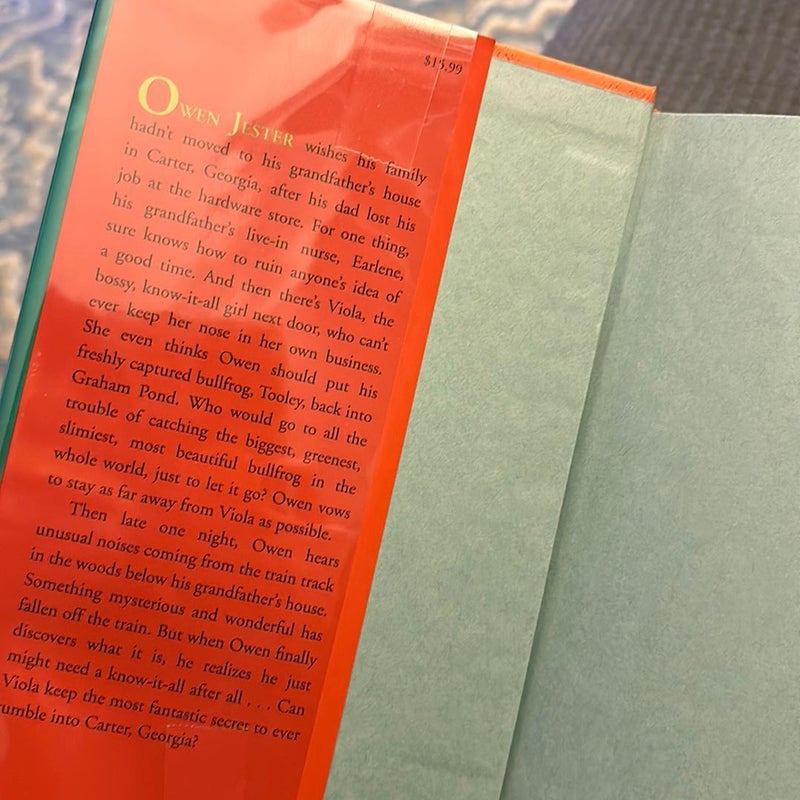 $15.99
OWEN JESTER wishes his family
hadn't moved to his grandfather's house
in Carter, Georgia, after his dad lost his
job at the hardware store. For one thing,
his grandfather's live-in nurse, Earlene,
sure knows how to ruin anyone's idea of
a good time. And then there's Viola, the
bossy, know-it-all girl next door, who can't
ever keep her nose in her own business.
She even thinks Owen should put his
freshly captured bullfrog, Tooley, back into
Graham Pond. Who would go to all the
trouble of catching the biggest, greenest,
slimiest, most beautiful bullfrog in the
whole world, just to let it go? Owen vows
to stay as far away from Viola as possible.
Then late one night, Owen hears
unusual noises coming from the train track
in the woods below his grandfather's house.
Something mysterious and wonderful has
fallen off the train. But when Owen finally
discovers what it is, he realizes he just
might need a know-it-all after all . . . Can
Viola keep the most fantastic secret to ever
umble into Carter, Georgia?